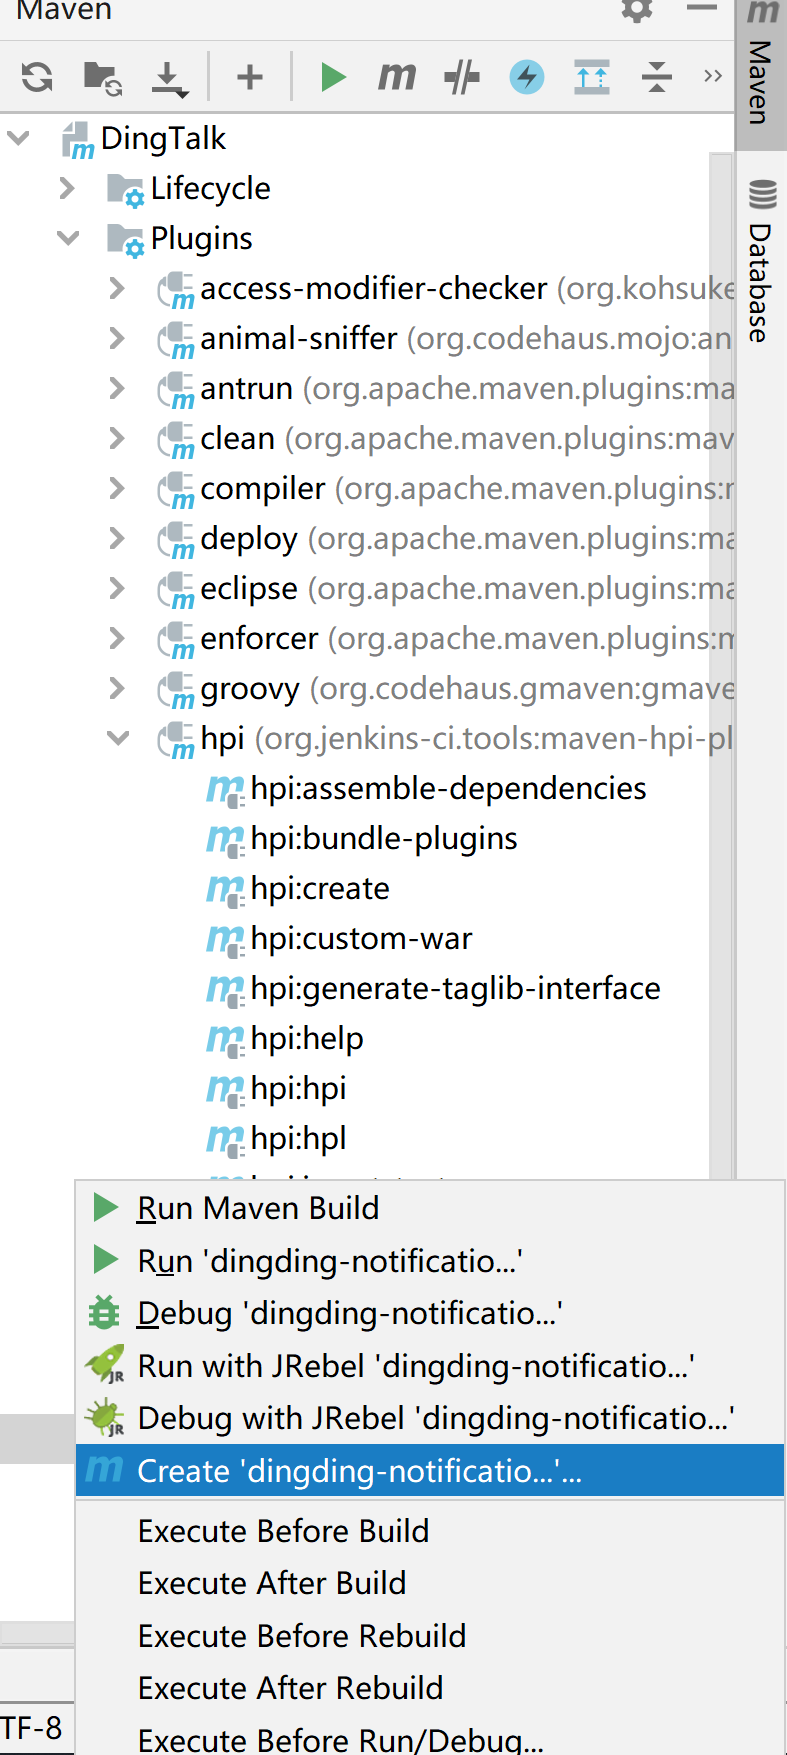 Maven
DingTalk
Lifecycle
Plugins
access-modifier-checker (org.kohsuke
animal-sniffer (org.codehaus.mojo:an
antrun (org.apache.maven.plugins:ma
clean (org.apache.maven.plugins:mav
compiler (org.apache.maven.plugins:r
deploy (org.apache.maven.plugins:ma
eclipse (org.apache.maven.plugins:ma
enforcer (org.apache.maven.plugins:m
groovy (org.codehaus.gmaven:gmave
hpi (org.jenkins-ci.tools:maven-hpi-pl
hpi:assemble-dependencies
hpi:bundle-plugins
hpi:create
hpi:custom-war
hpi:generate-taglib-interface
hpi:help
hpi:hpi
hpi:hpl
Run Maven Build
Run 'dingding-notificatio...'
Debug 'dingding-notificatio...'
Run with JRebel 'dingding-notificatio...'
Debug with JRebel 'dingding-notificatio...'
Create 'dingding-notificatio...'...
Execute Before Build
Execute After Build
Execute Before Rebuild
Execute After Rebuild
Execute Before Run/Debug...
TF-8
Maven
Database